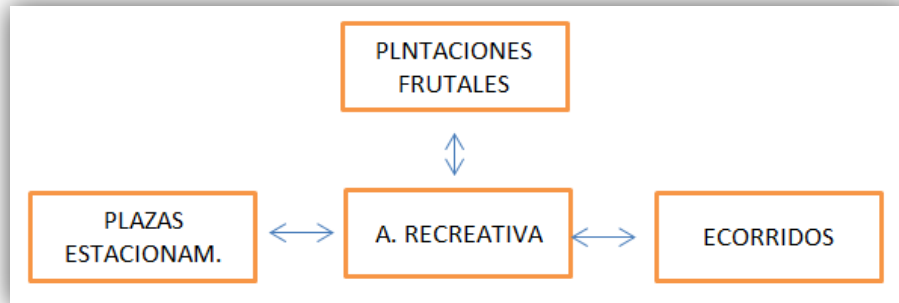 PLNTACIONES
FRUTALES
PLAZAS
ESTACIONAM.
A. RECREATIVA
ECORRIDOS